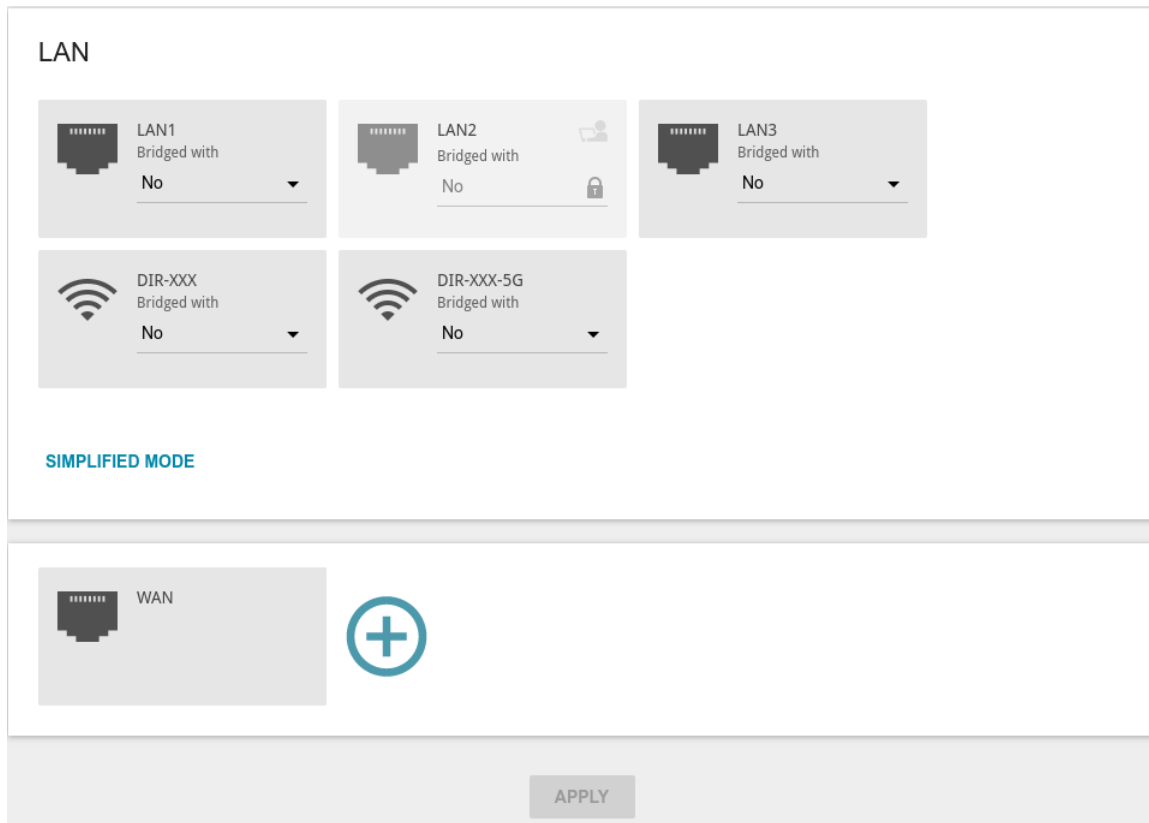 LAN
LAN1
Bridged with
No
LAN2
Bridged with
No
LAN3
Bridged with
No
DIR-XXX
Bridged with
No
DIR-XXX-5G
Bridged with
No
SIMPLIFIED MODE
WAN
APPLY